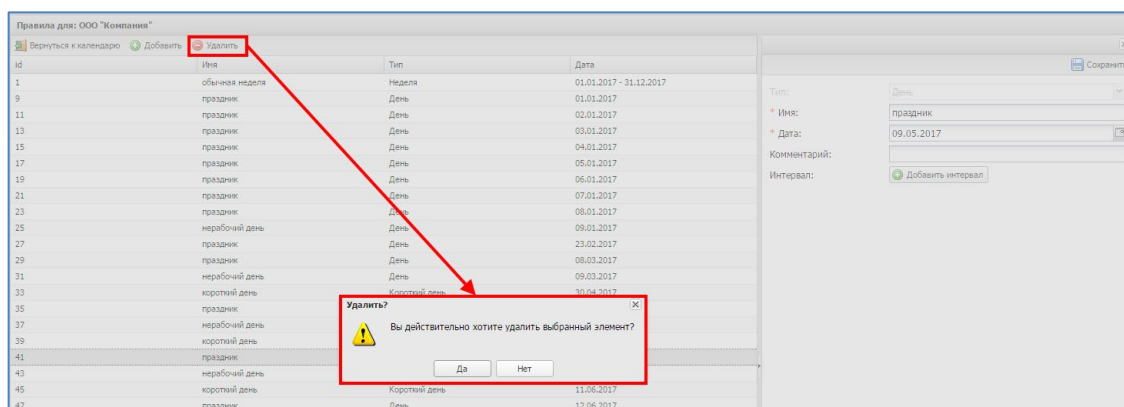 Правила для: ООО "Компания"
Вернуться к календарю Добавить Удалить
id Имя Тип Дата
1 обычная неделя Неделя 01.01.2017 - 31.12.2017
9 праздник День 01.01.2017
11 праздник День 02.01.2017
13 праздник День 03.01.2017
15 праздник День 04.01.2017
17 праздник День 05.01.2017
19 праздник День 06.01.2017
21 праздник День 07.01.2017
23 праздник День 08.01.2017
25 нерабочий день День 09.01.2017
27 праздник День 23.02.2017
29 праздник День 08.03.2017
31 нерабочий день День 09.03.2017
33 короткий день Короткий день 30.04.2017
35 праздник
37 нерабочий день
39 короткий день
41 праздник
43 нерабочий день
45 короткий день Короткий день 11.06.2017
47 праздник День 12.06.2017
Удалить?
Вы действительно хотите удалить выбранный элемент?
Да Нет
Сохранить
Тип: День
* Имя: праздник
* Дата: 09.05.2017
Комментарий:
Интервал: Добавить интервал